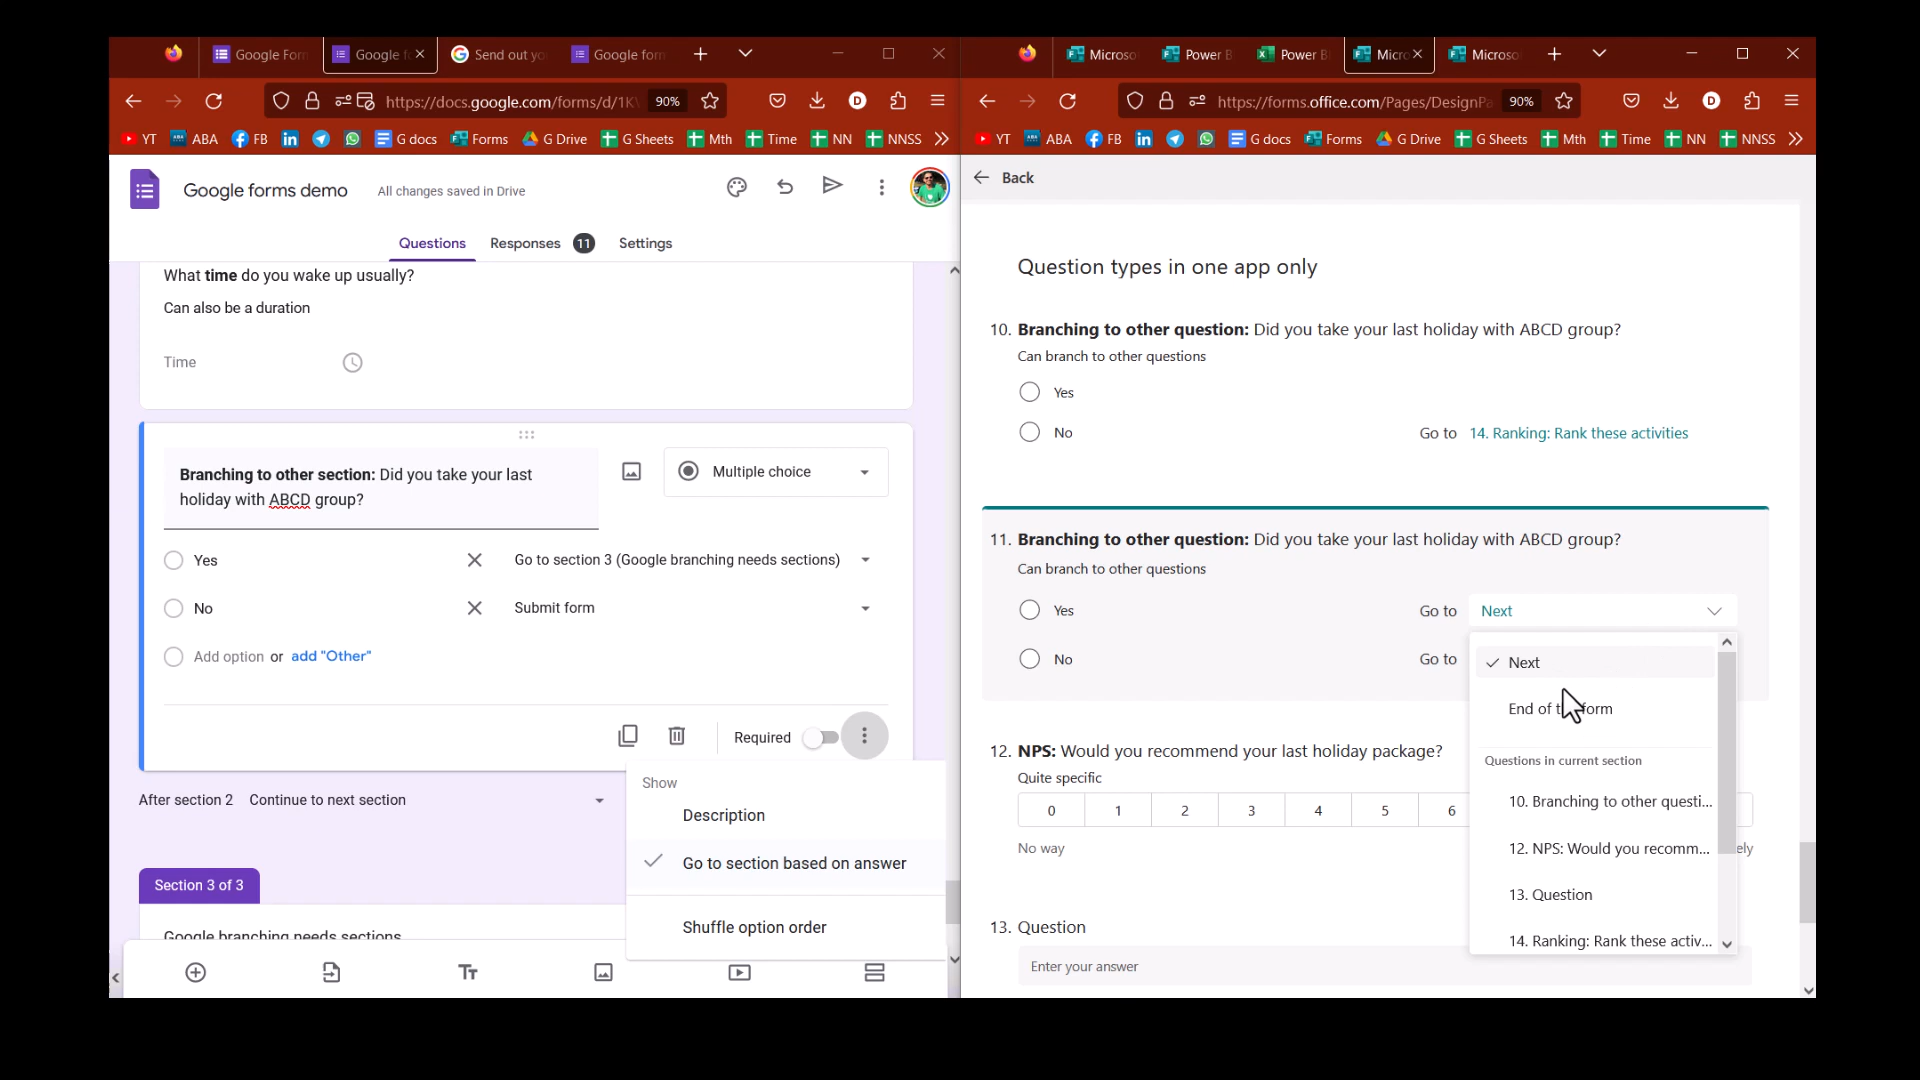 Google For
Google f
Send out yo
Google form
https://docs.google.com/forms/d/1K
90%
YT
ABA
FB
G docs
Forms
G Drive
G Sheets
Mth
Time
NN
NNSS
Google forms demo
All changes saved in Drive
Questions
Responses
11
Settings
What time do you wake up usually?
Can also be a duration
Time
Branching to other section: Did you take your last
holiday with ABCD group?
Multiple choice
Yes
Go to section 3 (Google branching needs sections)
No
Submit form
Add option or add "Other"
Required
After section 2 Continue to next section
Show
Description
Go to section based on answer
Shuffle option order
Section 3 of 3
Google branching needs sections
Microso
Power B
Power B
Micro
Microso
D
https://forms.office.com/Pages/DesignPa
90%
D
YT
ABA
FB
G docs
Forms
G Drive
G Sheets
Mth
Time
NN
NNSS
Back
Question types in one app only
10. Branching to other question: Did you take your last holiday with ABCD group?
Can branch to other questions
Yes
No
Go to 14. Ranking: Rank these activities
11. Branching to other question: Did you take your last holiday with ABCD group?
Can branch to other questions
Yes
Go to Next
No
Go to
Next
End of t form
Questions in current section
10. Branching to other questi...
12. NPS: Would you recomm...
13. Question
14. Ranking: Rank these activ...
12. NPS: Would you recommend your last holiday package?
Quite specific
0 1 2 3 4 5 6
No way
ely
13. Question
Enter your answer